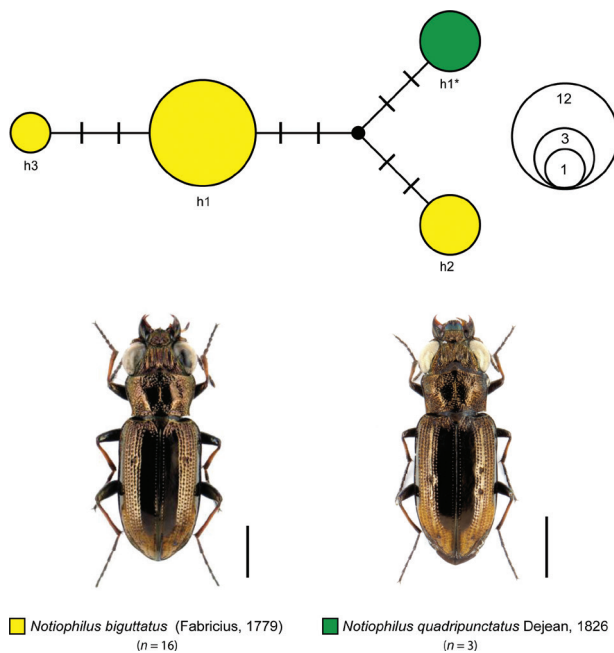 h1*
12
3
1
h3
h1
h2
Notiophilus biguttatus (Fabricius, 1779)
(n = 16)
Notiophilus quadripunctatus Dejean, 1826
(n = 3)